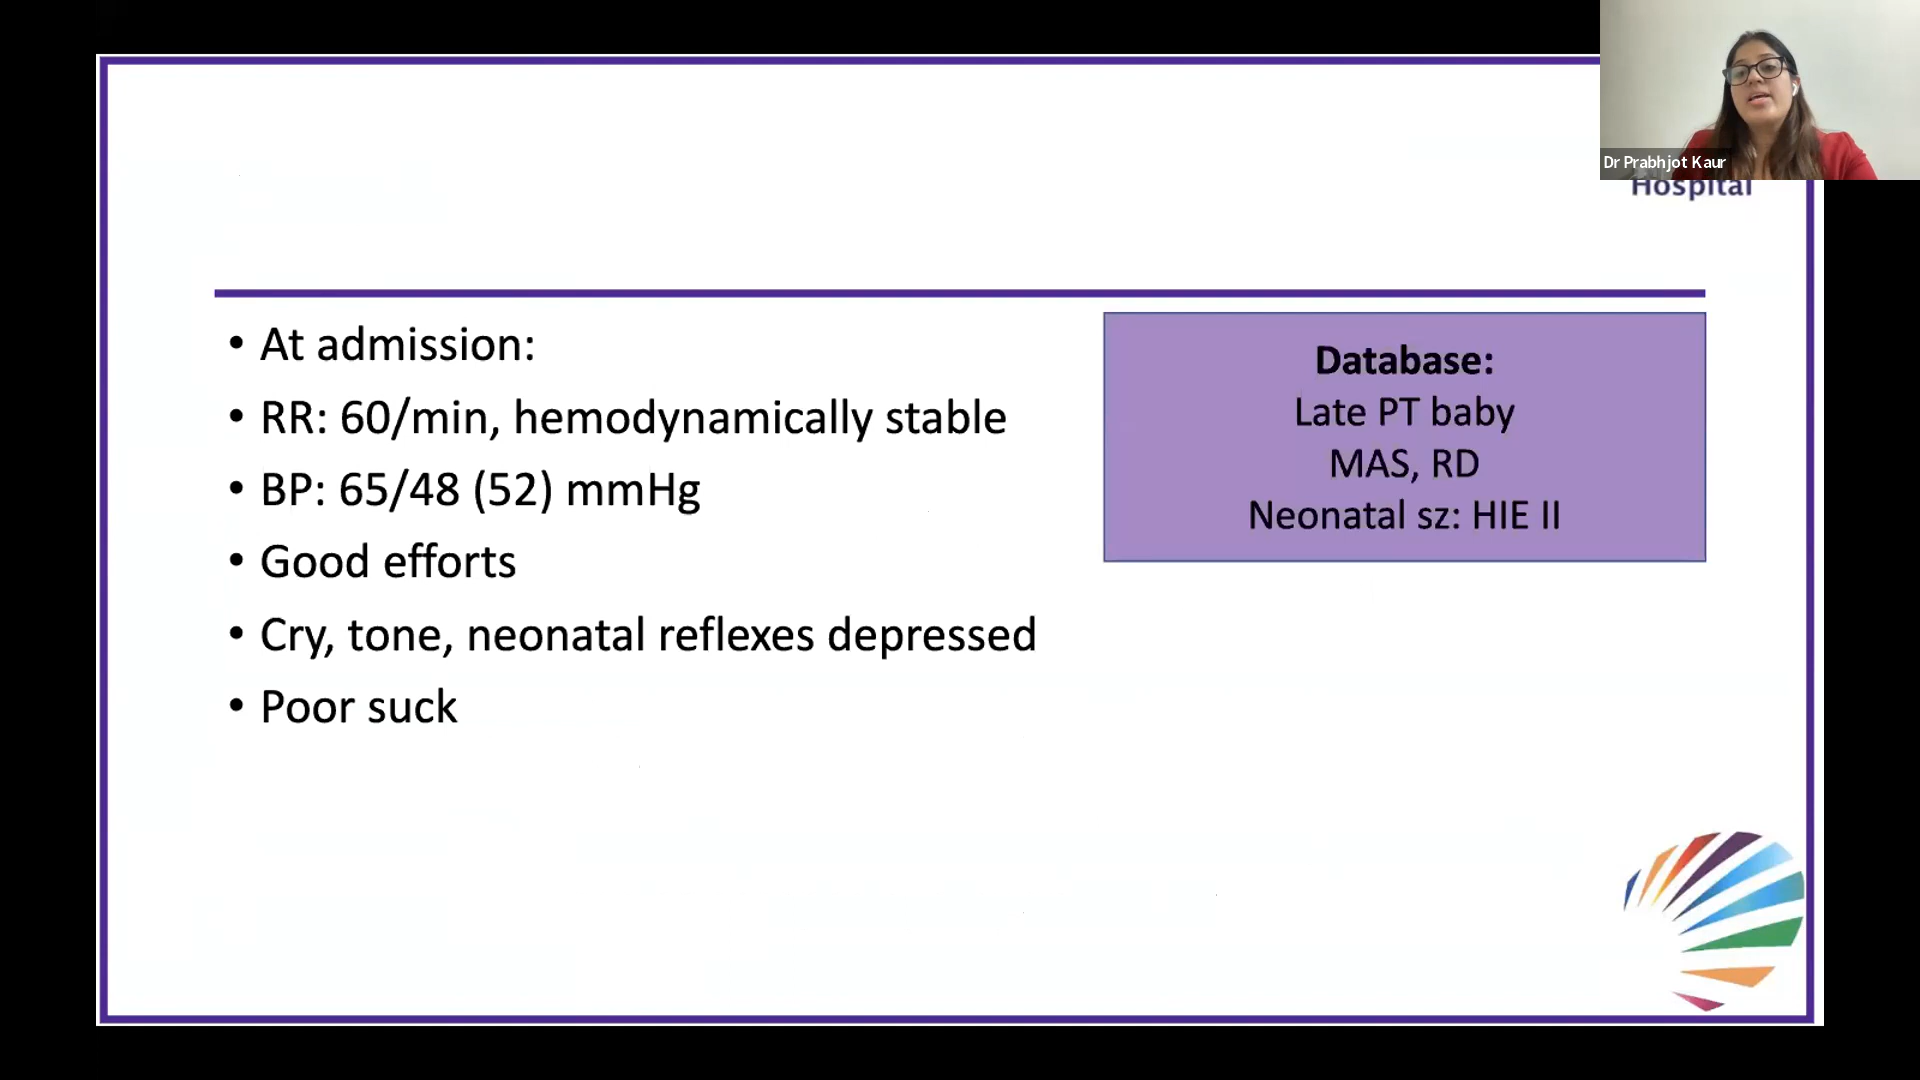 Dr Prabhjot Kaur
Hospital
• At admission:
• RR: 60/min, hemodynamically stable
• BP: 65/48 (52) mmHg
• Good efforts
• Cry, tone, neonatal reflexes depressed
• Poor suck
Database:
Late PT baby
MAS, RD
Neonatal sz: HIE II